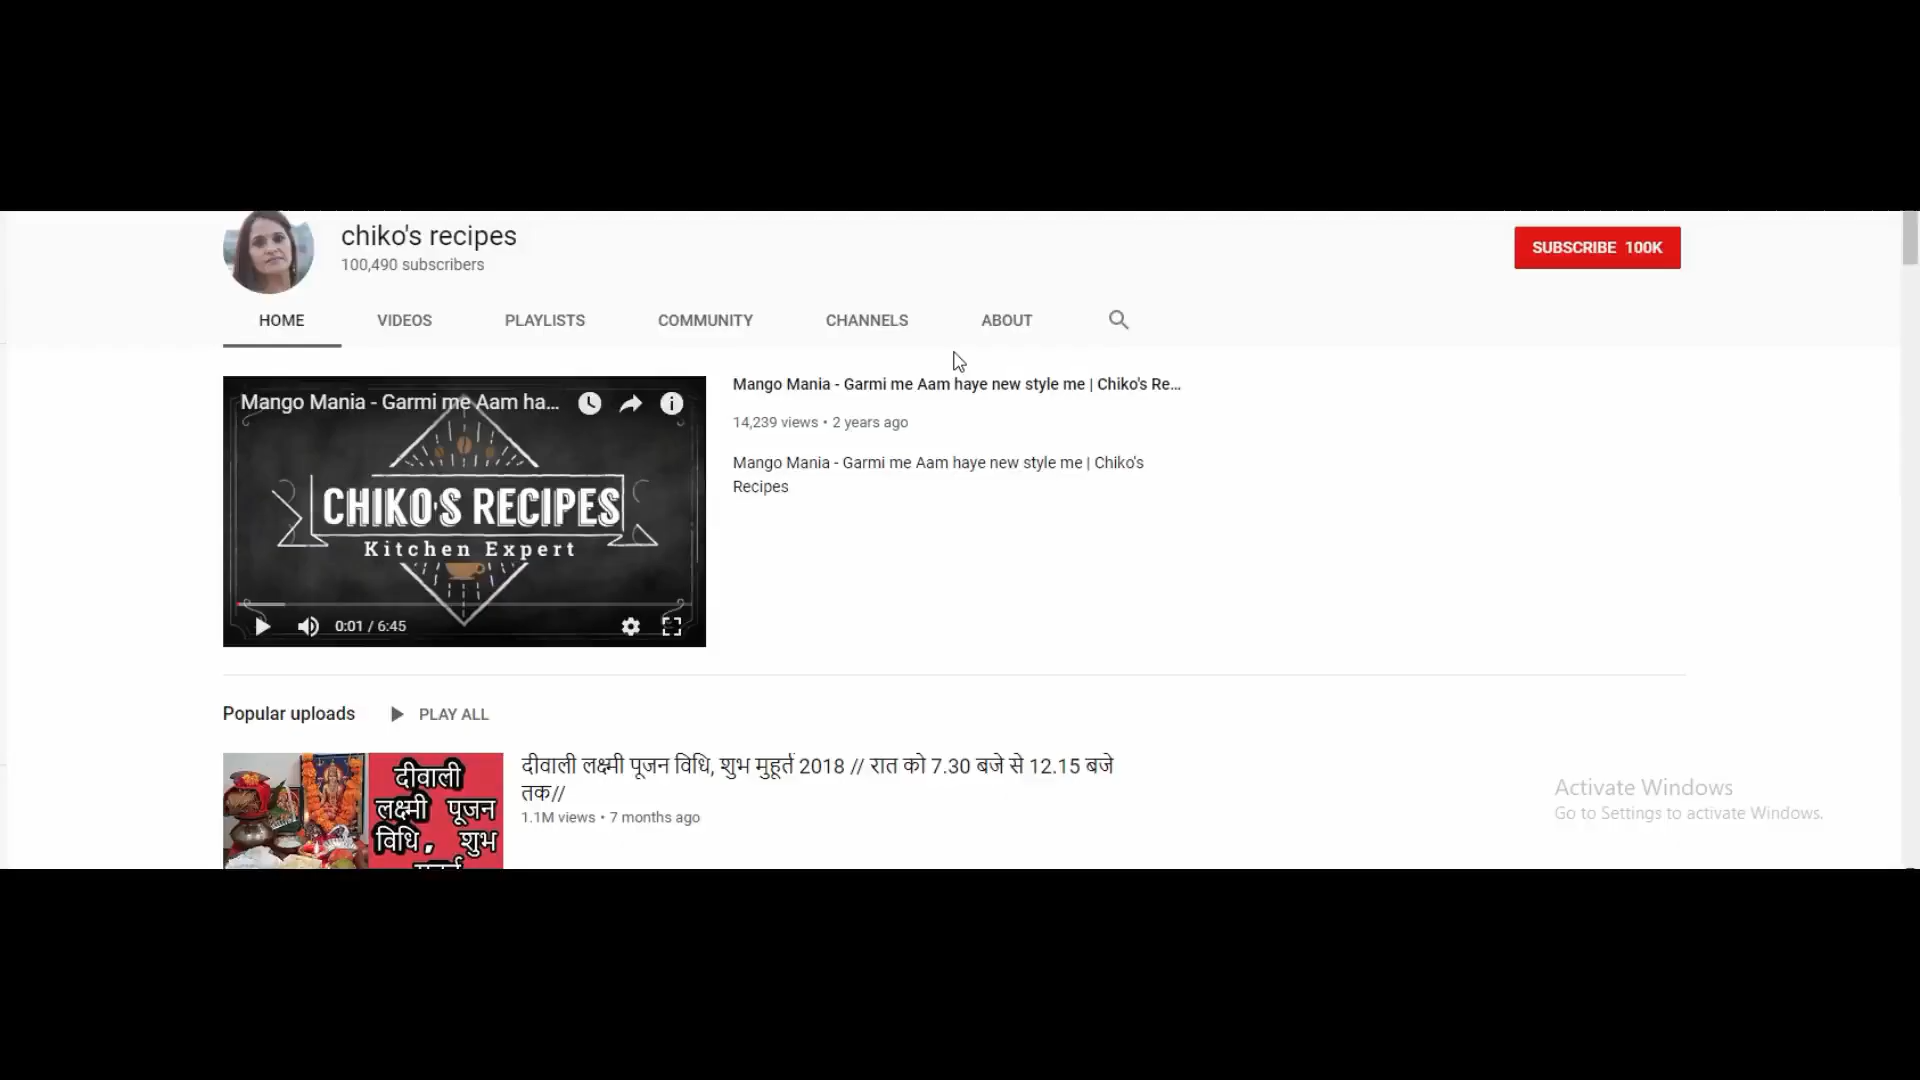 chiko's recipes
100,490 subscribers
SUBSCRIBE 100K
HOME
VIDEOS
PLAYLISTS
COMMUNITY
CHANNELS
ABOUT
Mango Mania - Garmi me Aam ha...
CHIKO'S RECIPES
Kitchen Expert
0:01 / 6:45
Mango Mania - Garmi me Aam haye new style me | Chiko's Re...
14,239 views • 2 years ago
Mango Mania - Garmi me Aam haye new style me | Chiko's
Recipes
Popular uploads
PLAY ALL
दीवाली
लक्ष्मी पूजन
विधि, शुभ
दीवाली लक्ष्मी पूजन विधि, शुभ मुहूर्त 2018 // रात को 7.30 बजे से 12.15 बजे
तक//
1.1M views • 7 months ago
Activate Windows
Go to Settings to activate Windows.